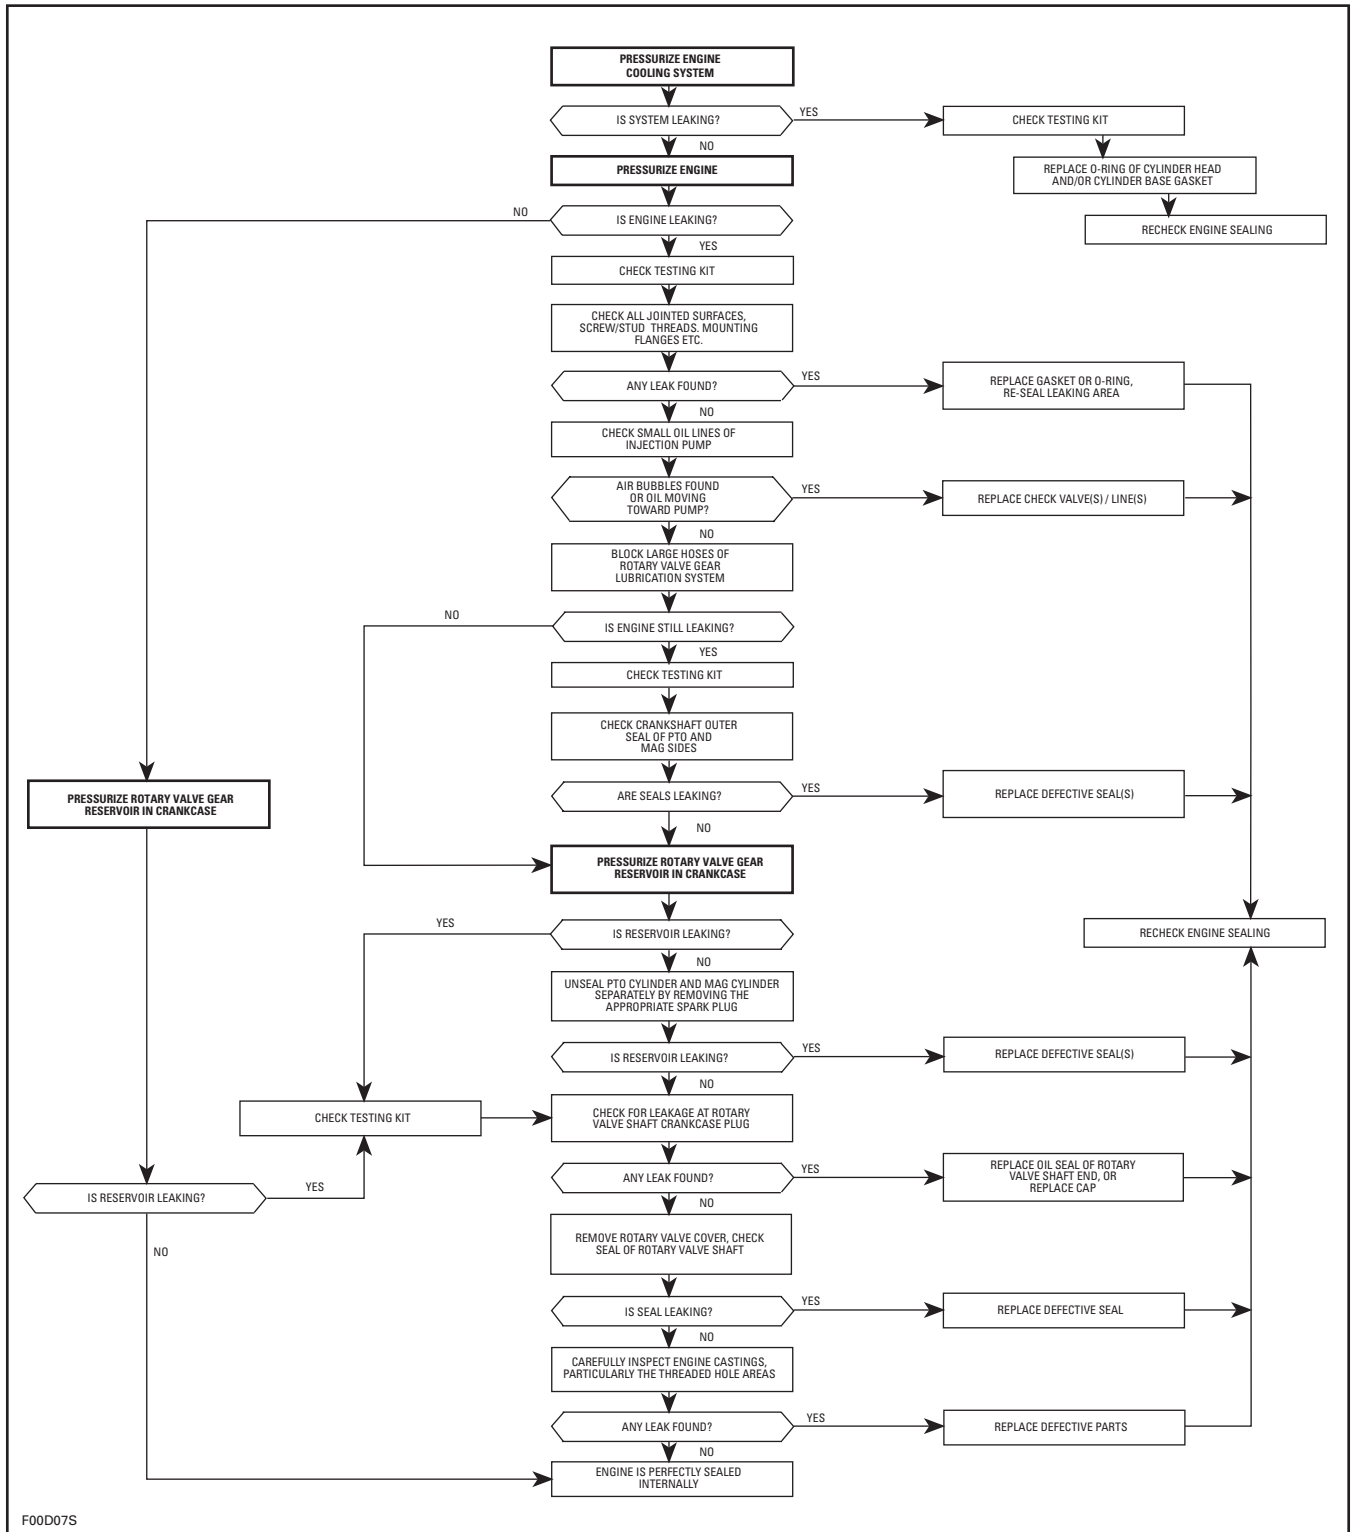 PRESSURIZE ENGINE
COOLING SYSTEM
IS SYSTEM LEAKING?
YES
CHECK TESTING KIT
NO
REPLACE O-RING OF CYLINDER HEAD
AND/OR CYLINDER BASE GASKET
PRESSURIZE ENGINE
RECHECK ENGINE SEALING
NO
IS ENGINE LEAKING?
YES
CHECK TESTING KIT
CHECK ALL JOINTED SURFACES,
SCREW/STUD THREADS. MOUNTING
FLANGES ETC.
ANY LEAK FOUND?
YES
REPLACE GASKET OR O-RING,
RE-SEAL LEAKING AREA
NO
CHECK SMALL OIL LINES OF
INJECTION PUMP
AIR BUBBLES FOUND
OR OIL MOVING
TOWARD PUMP?
YES
REPLACE CHECK VALVE(S) / LINE(S)
NO
BLOCK LARGE HOSES OF
ROTARY VALVE GEAR
LUBRICATION SYSTEM
NO
IS ENGINE STILL LEAKING?
YES
CHECK TESTING KIT
CHECK CRANKSHAFT OUTER
SEAL OF PTO AND
MAG SIDES
PRESSURIZE ROTARY VALVE GEAR
RESERVOIR IN CRANKCASE
ARE SEALS LEAKING?
YES
REPLACE DEFECTIVE SEAL(S)
NO
PRESSURIZE ROTARY VALVE GEAR
RESERVOIR IN CRANKCASE
YES
IS RESERVOIR LEAKING?
RECHECK ENGINE SEALING
NO
UNSEAL PTO CYLINDER AND MAG CYLINDER
SEPARATELY BY REMOVING THE
APPROPRIATE SPARK PLUG
IS RESERVOIR LEAKING?
YES
REPLACE DEFECTIVE SEAL(S)
NO
CHECK TESTING KIT
CHECK FOR LEAKAGE AT ROTARY
VALVE SHAFT CRANKCASE PLUG
IS RESERVOIR LEAKING?
YES
ANY LEAK FOUND?
YES
REPLACE OIL SEAL OF ROTARY
VALVE SHAFT END, OR
REPLACE CAP
NO
NO
REMOVE ROTARY VALVE COVER, CHECK
SEAL OF ROTARY VALVE SHAFT
IS SEAL LEAKING?
YES
REPLACE DEFECTIVE SEAL
NO
CAREFULLY INSPECT ENGINE CASTINGS,
PARTICULARLY THE THREADED HOLE AREAS
ANY LEAK FOUND?
YES
REPLACE DEFECTIVE PARTS
NO
ENGINE IS PERFECTLY SEALED
INTERNALLY
F00D07S